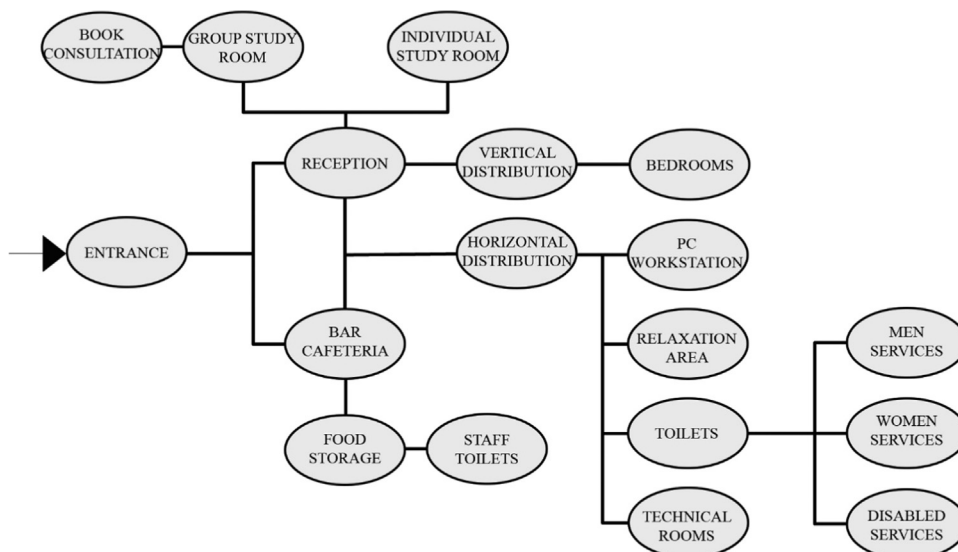 BOOK
CONSULTATION
GROUP STUDY
ROOM
INDIVIDUAL
STUDY ROOM
RECEPTION
VERTICAL
DISTRIBUTION
BEDROOMS
ENTRANCE
HORIZONTAL
DISTRIBUTION
PC
WORKSTATION
BAR
CAFETERIA
RELAXATION
AREA
MEN
SERVICES
FOOD
STORAGE
STAFF
TOILETS
TOILETS
WOMEN
SERVICES
TECHNICAL
ROOMS
DISABLED
SERVICES